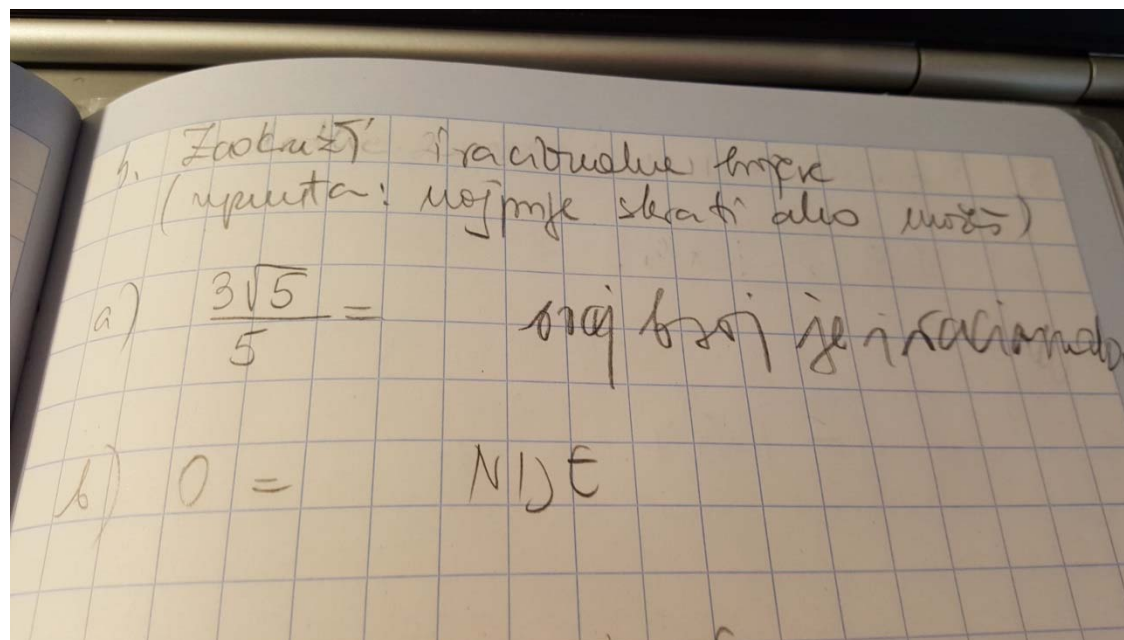 h. Zaokruži iracionalne brojeve
(uputa: najprije skrati ako možeš)
a) 3√5/5 = ovaj broj je iracionalan
b) 0 = NIJE